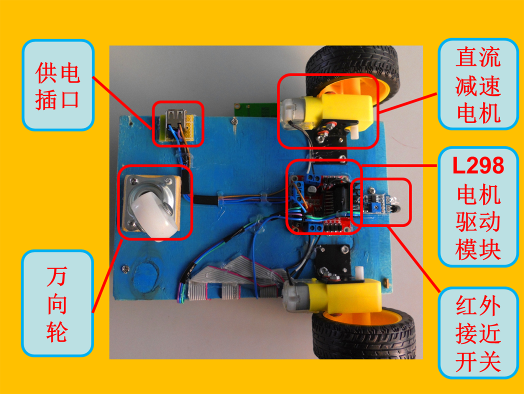 供电
插口
直流
减速
电机
L298
电机
驱动
模块
万
向
轮
红外
接近
开关